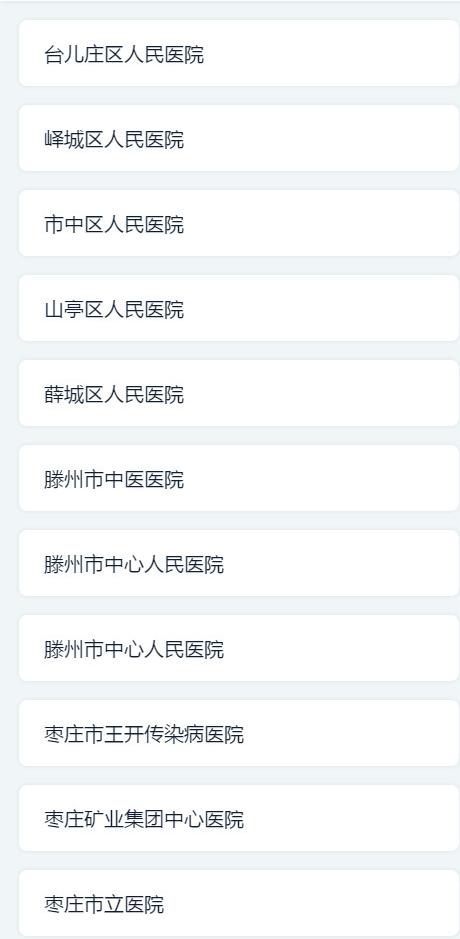 台儿庄区人民医院
峄城区人民医院
市中区人民医院
山亭区人民医院
薛城区人民医院
滕州市中医医院
滕州市中心人民医院
滕州市中心人民医院
枣庄市王开传染病医院
枣庄矿业集团中心医院
枣庄市立医院